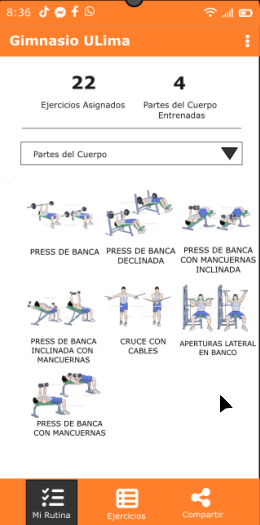 8:36
Gimnasio ULima
22
4
Ejercicios Asignados
Partes del Cuerpo
Entrenadas
Partes del Cuerpo
PRESS DE BANCA
PRESS DE BANCA
DECLINADA
PRESS DE BANCA
CON MANCUERNAS
INCLINADA
PRESS DE BANCA
INCLINADA CON
MANCUERNAS
CRUCE CON
CABLES
APERTURAS LATERAL
EN BANCO
PRESS DE BANCA
CON MANCUERNAS
Mi Rutina
Ejercicios
Compartir